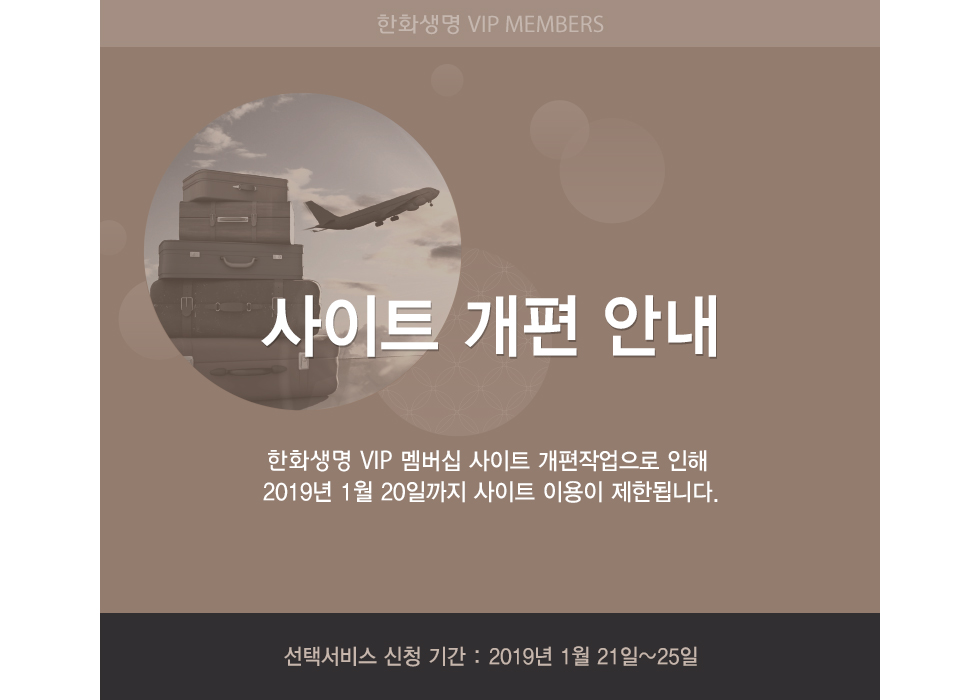 한화생명 VIP MEMBERS
사이트 개편 안내
한화생명 VIP 멤버십 사이트 개편작업으로 인해
2019년 1월 20일까지 사이트 이용이 제한됩니다.
선택서비스 신청 기간 : 2019년 1월 21일~25일